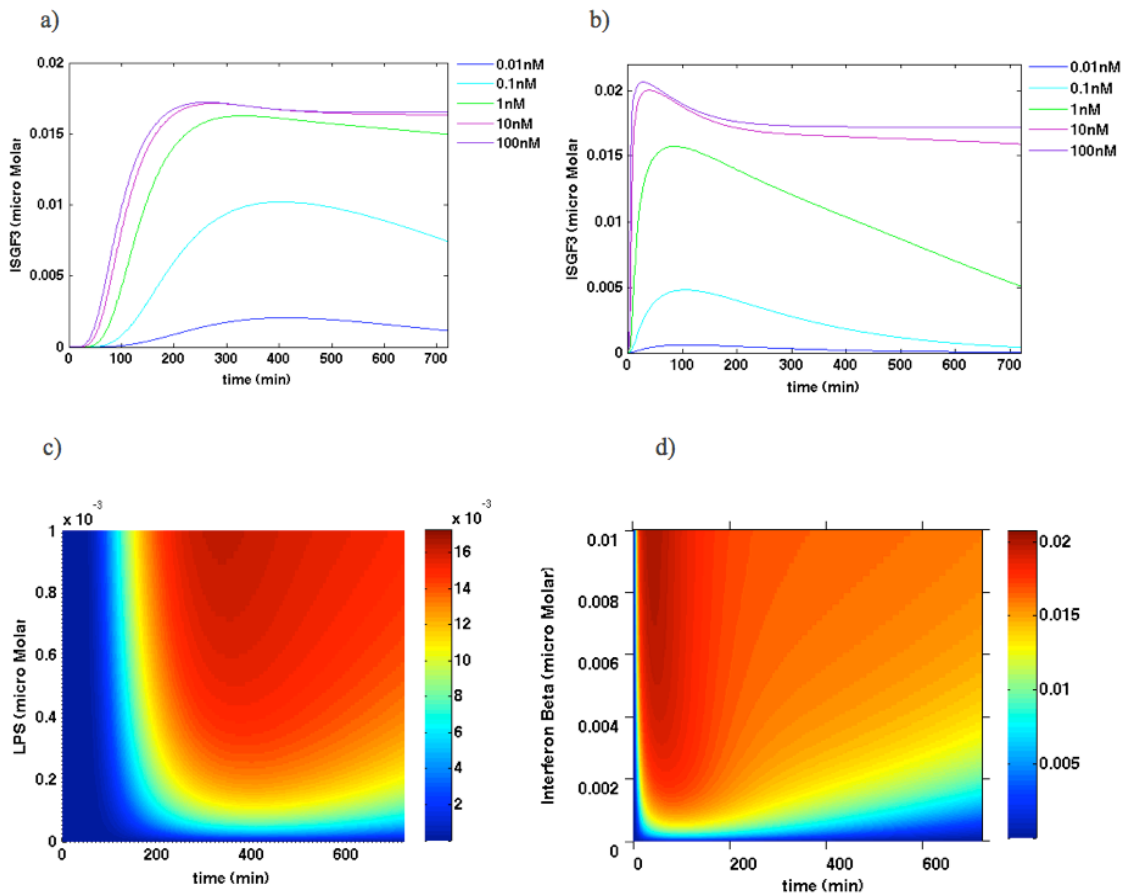 a)
0.02
0.015
0.01
0.005
0
ISGF3 (micro Molar
0 100 200 300 400 500 600 700
time (min)
0.01nM
0.1nM
1nM
10nM
100nM
b)
0.02
0.015
0.01
0.005
0
ISGF3 (micro Molar)
0 100 200 300 400 500 600 700
time (min)
0.01nM
0.1nM
1nM
10nM
100nM
c)
x 10 -3
1
0.8
0.6
0.4
0.2
0
LPS (micro Molar
0 200 400 600
time (min)
x 10 -3
16
14
12
10
8
6
4
2
d)
0.01
0.008
0.006
0.004
0.002
0
Interferon Beta (micro Molar)
0 200 400 600
time (min)
0.02
0.015
0.01
0.005